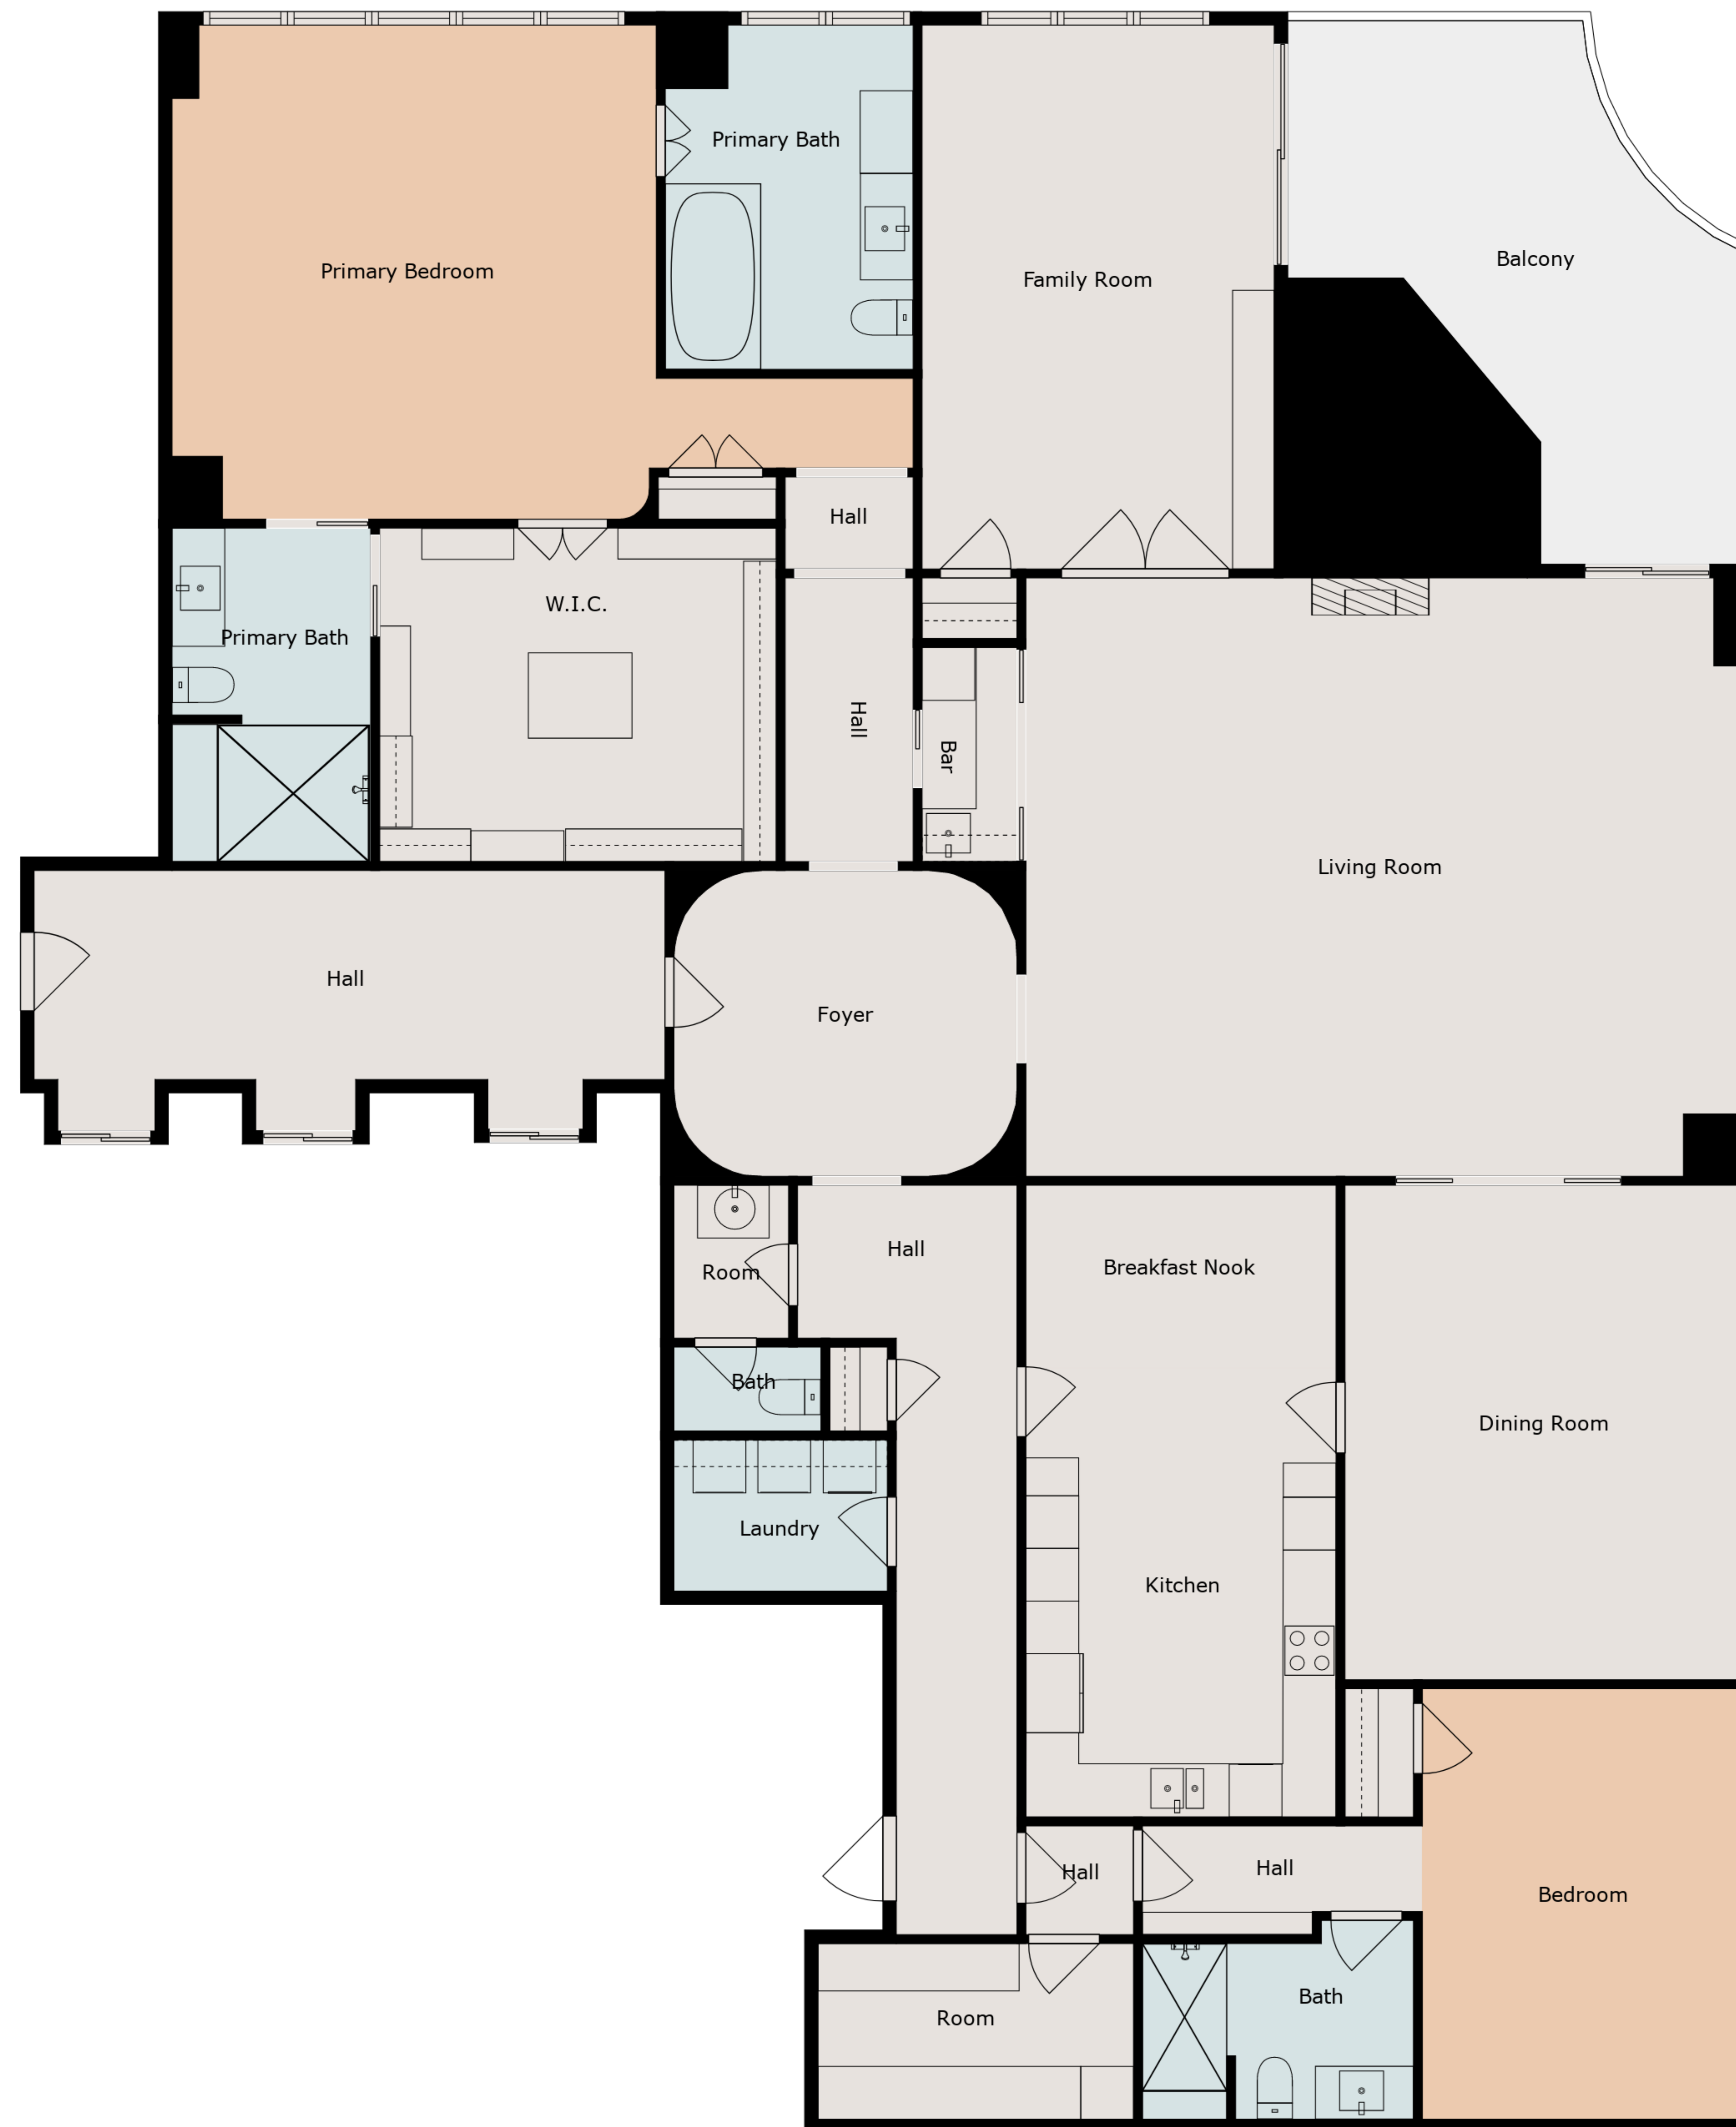 Primary Bath
Primary Bedroom
Family Room
Balcony
Hall
W.I.C.
Primary Bath
Hall
Bar
Living Room
Hall
Foyer
Hall
Room
Breakfast Nook
Bath
Dining Room
Laundry
Kitchen
Hall
Hall
Bedroom
Bath
Room